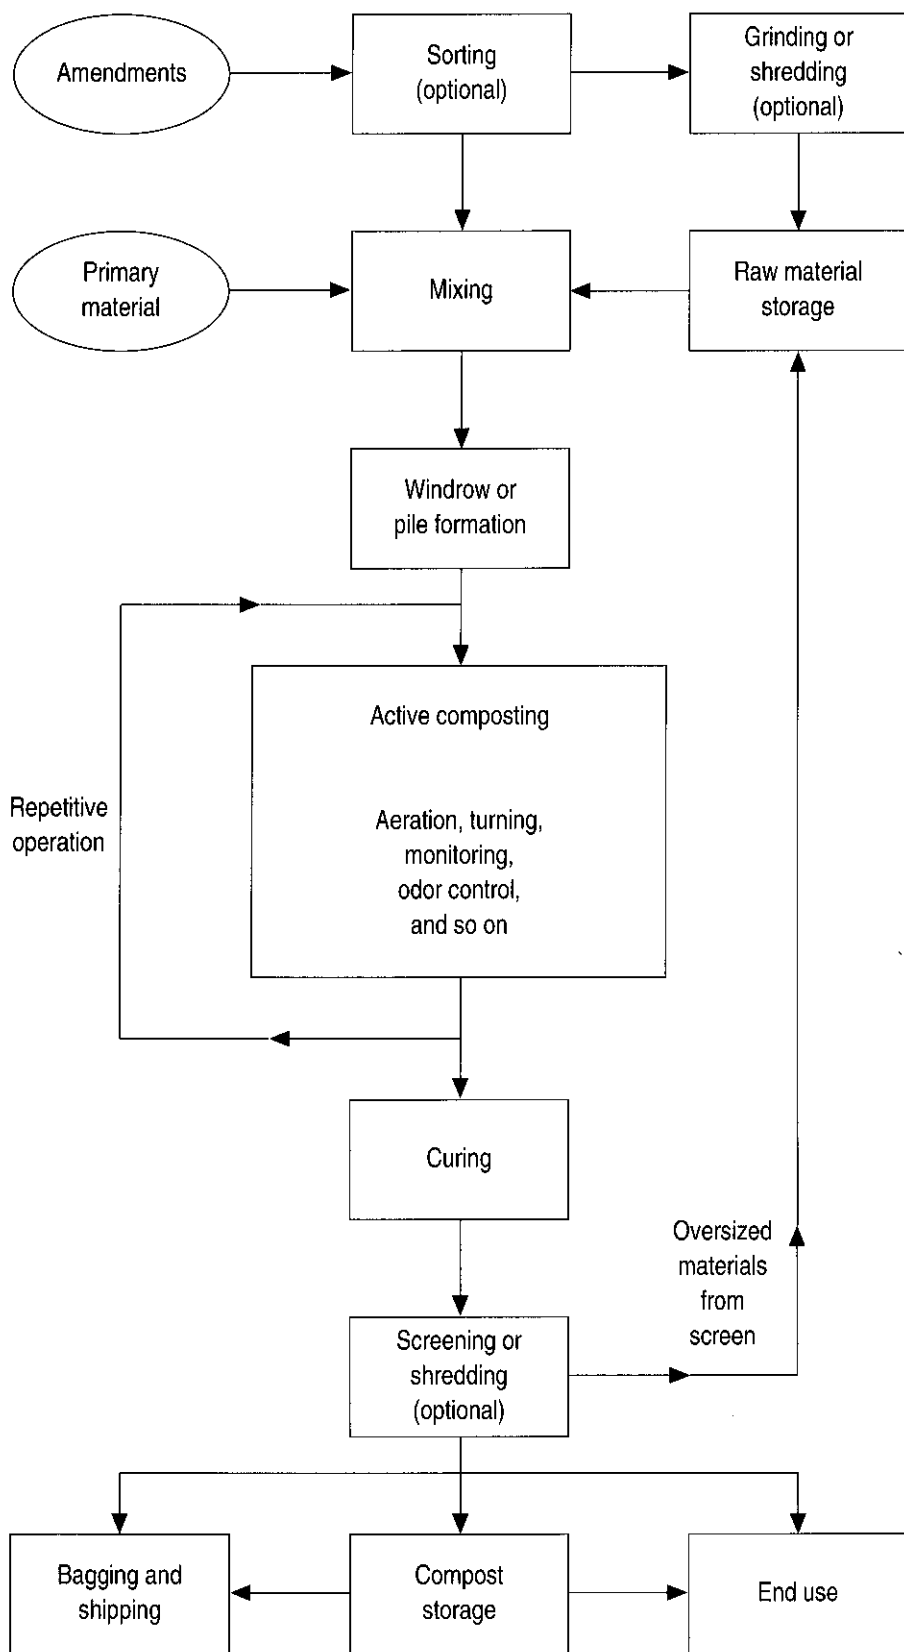 Amendments
Sorting
(optional)
Grinding or
shredding
(optional)
Primary
material
Mixing
Raw material
storage
Windrow or
pile formation
Active composting
Aeration, turning,
monitoring,
odor control,
and so on
Repetitive
operation
Curing
Oversized
materials
from
screen
Screening or
shredding
(optional)
Bagging and
shipping
Compost
storage
End use